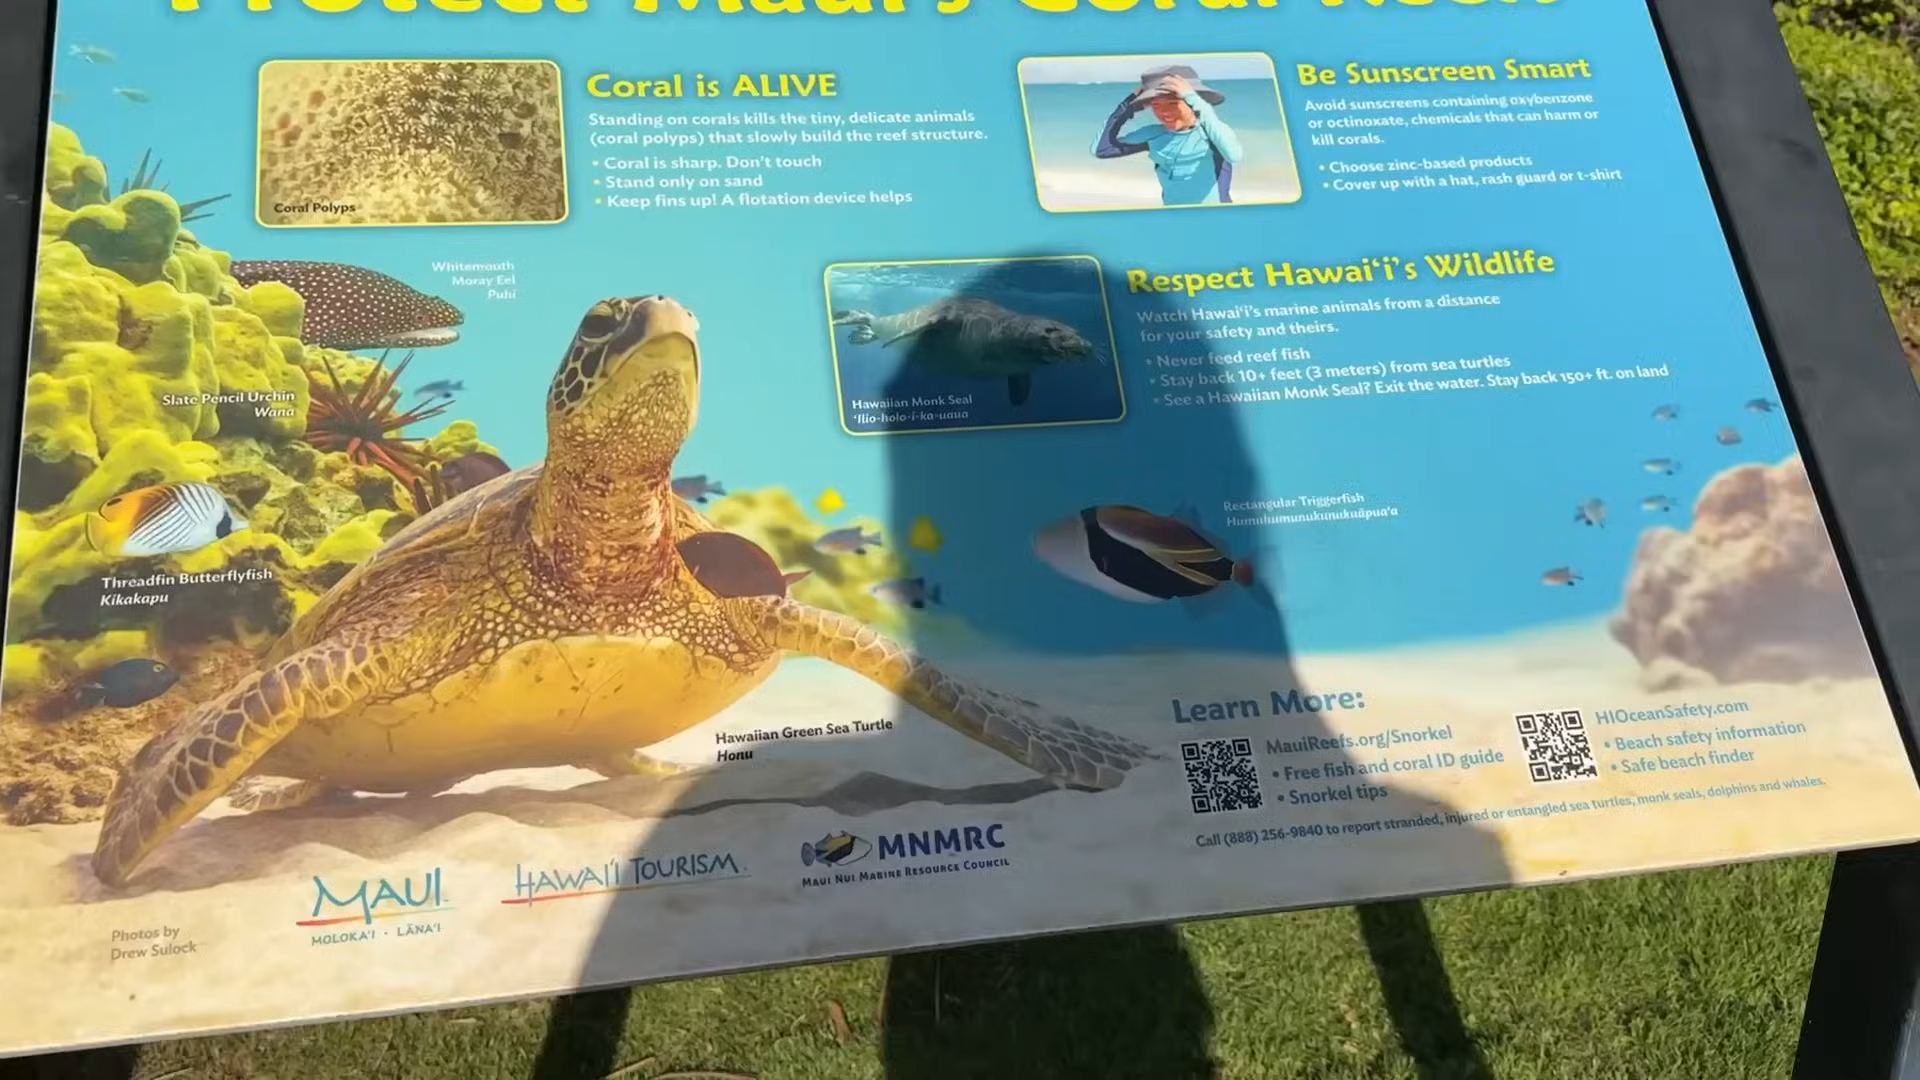 Protect Maui's Coral Reefs
Coral is ALIVE
Standing on corals kills the tiny, delicate animals
(coral polyps) that slowly build the reef structure.
• Coral is sharp. Don't touch
• Stand only on sand
• Keep fins up! A flotation device helps
Coral Polyps
Be Sunscreen Smart
Avoid sunscreens containing oxybenzone
or octinoxate, chemicals that can harm or
kill corals.
• Choose zinc-based products
• Cover up with a hat, rash guard or t-shirt
Whitemouth
Moray Eel
Puhi
Respect Hawai‘i’s Wildlife
Watch Hawai‘i’s marine animals from a distance
for your safety and theirs.
• Never feed reef fish
• Stay back 10+ feet (3 meters) from sea turtles
• See a Hawaiian Monk Seal? Exit the water. Stay back 150+ ft. on land
Hawaiian Monk Seal
‘Ilio-holo-i-ka-uaua
Slate Pencil Urchin
Wana
Rectangular Triggerfish
Humuhumunukunukuāpua‘a
Threadfin Butterflyfish
Kikakapu
Hawaiian Green Sea Turtle
Honu
Learn More:
MauiReefs.org/Snorkel
• Free fish and coral ID guide
• Snorkel tips
HIOceanSafety.com
• Beach safety information
• Safe beach finder
Call (888) 256-9840 to report stranded, injured or entangled sea turtles, monk seals, dolphins and whales.
MAUI
MOLOKA‘I • LĀNA‘I
HAWAI‘I TOURISM.
MNMRC
MAUI NUI MARINE RESOURCE COUNCIL
Photos by
Drew Sulock